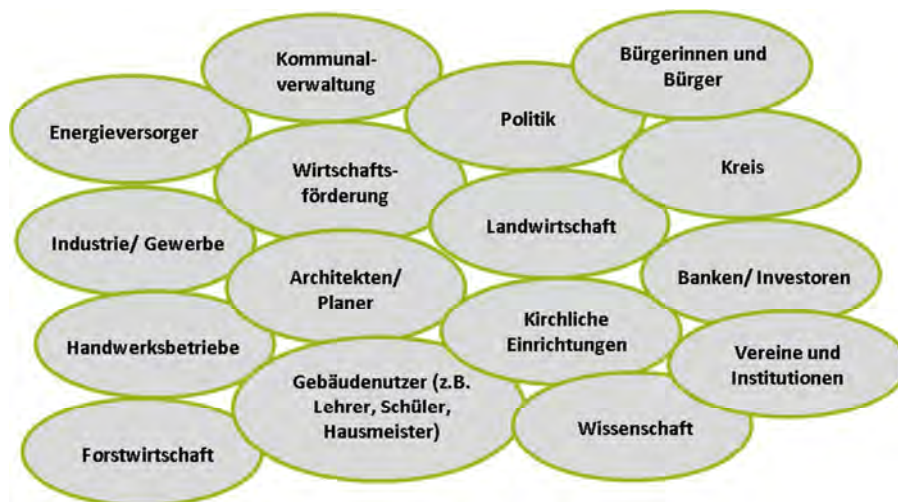 Kommunal-
verwaltung
Bürgerinnen und
Bürger
Energieversorger
Politik
Wirtschafts-
förderung
Kreis
Industrie/ Gewerbe
Landwirtschaft
Architekten/
Planer
Banken/ Investoren
Handwerksbetriebe
Kirchliche
Einrichtungen
Vereine und
Institutionen
Gebäudenutzer (z.B.
Lehrer, Schüler,
Hausmeister)
Wissenschaft
Forstwirtschaft